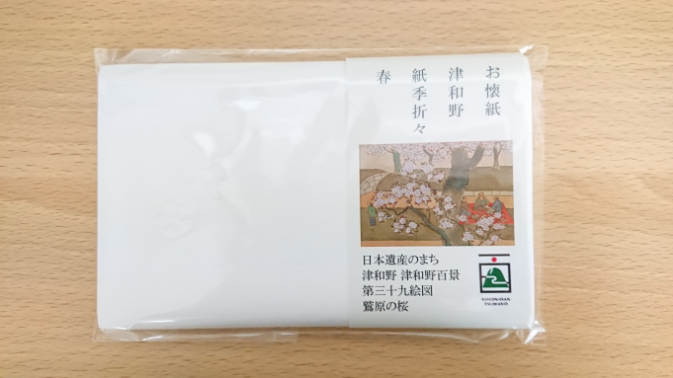 お懐紙
津和野
紙季折々
春
日本遺産のまち
津和野 津和野百景
第三十九絵図
鷲原の桜